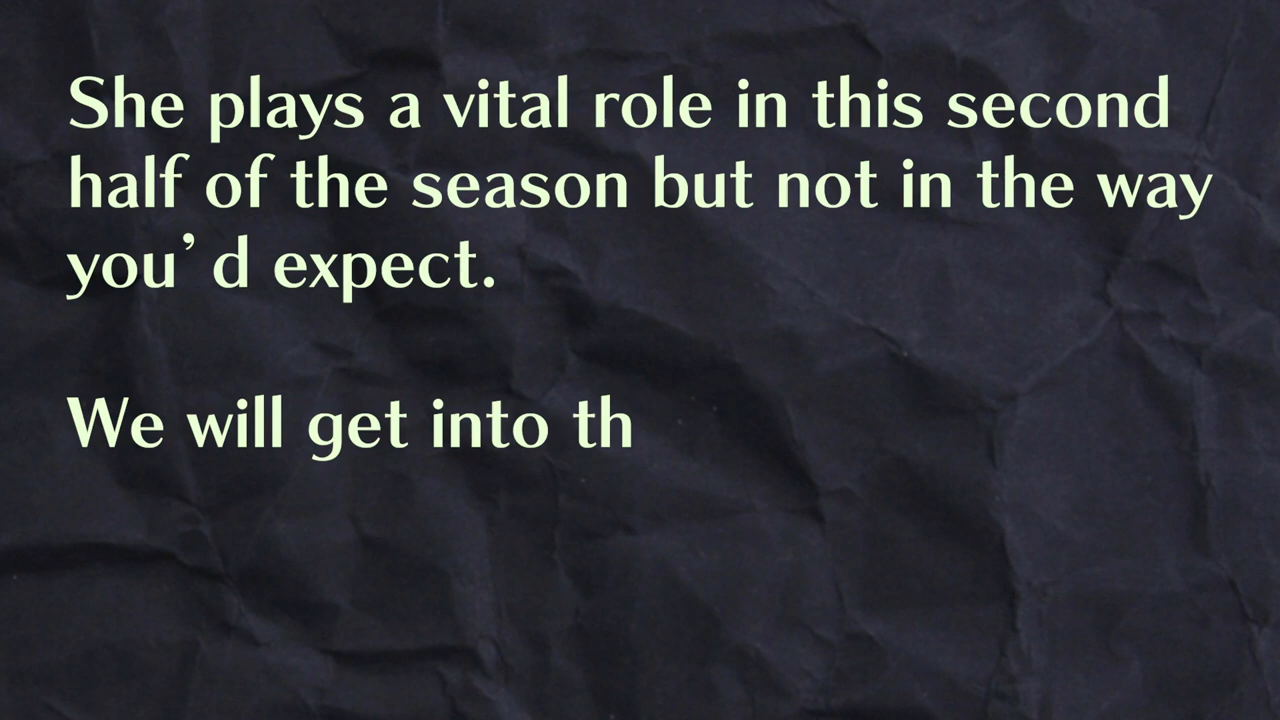 She plays a vital role in this second
half of the season but not in the way
you’d expect.
We will get into th